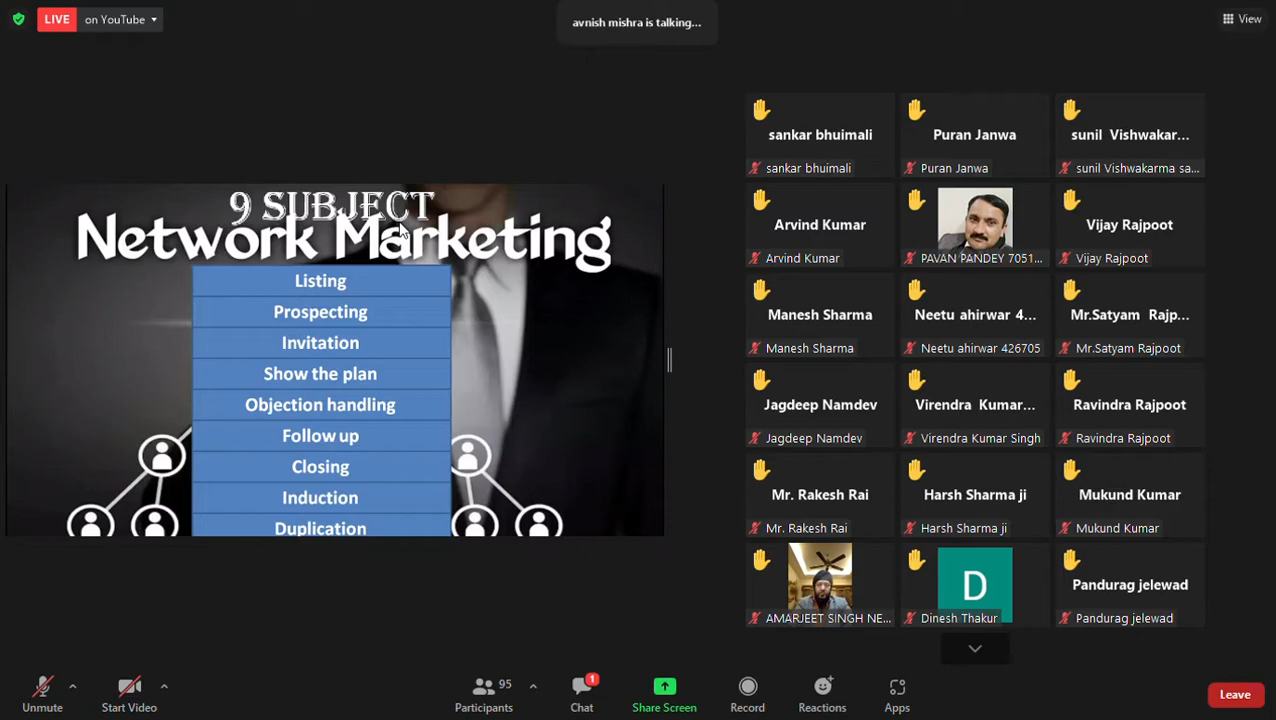 LIVE on YouTube
avnish mishra is talking...
View
9 SUBJECT
Network Marketing
Listing
Prospecting
Invitation
Show the plan
Objection handling
Follow up
Closing
Induction
Duplication
sankar bhuimali
sankar bhuimali
Puran Janwa
Puran Janwa
sunil Vishwakar...
sunil Vishwakarma sa...
Arvind Kumar
Arvind Kumar
PAVAN PANDEY 7051...
Vijay Rajpoot
Vijay Rajpoot
Manesh Sharma
Manesh Sharma
Neetu ahirwar 4...
Neetu ahirwar 426705
Mr.Satyam Rajp...
Mr.Satyam Rajpoot
Jagdeep Namdev
Jagdeep Namdev
Virendra Kumar...
Virendra Kumar Singh
Ravindra Rajpoot
Ravindra Rajpoot
Mr. Rakesh Rai
Mr. Rakesh Rai
Harsh Sharma ji
Harsh Sharma ji
Mukund Kumar
Mukund Kumar
AMARJEET SINGH NE...
D
Dinesh Thakur
Pandurag jelewad
Pandurag jelewad
Unmute
Start Video
95
Participants
1
Chat
Share Screen
Record
Reactions
Apps
Leave